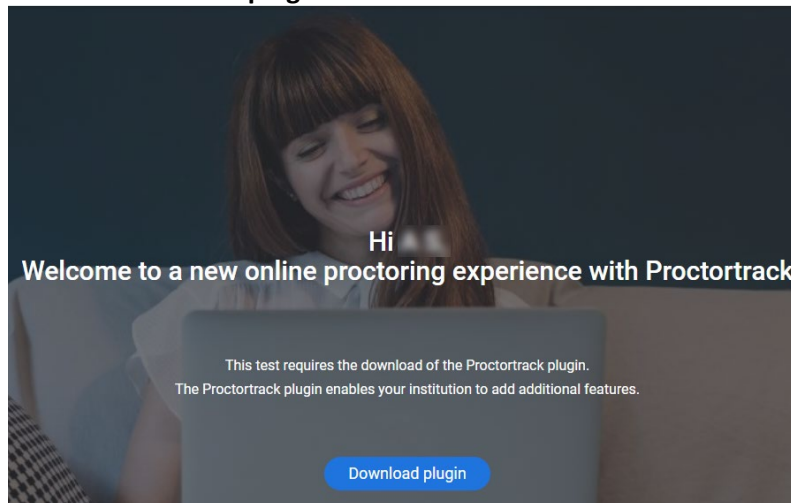 Hi
Welcome to a new online proctoring experience with Proctortrack
This test requires the download of the Proctortrack plugin.
The Proctortrack plugin enables your institution to add additional features.
Download plugin